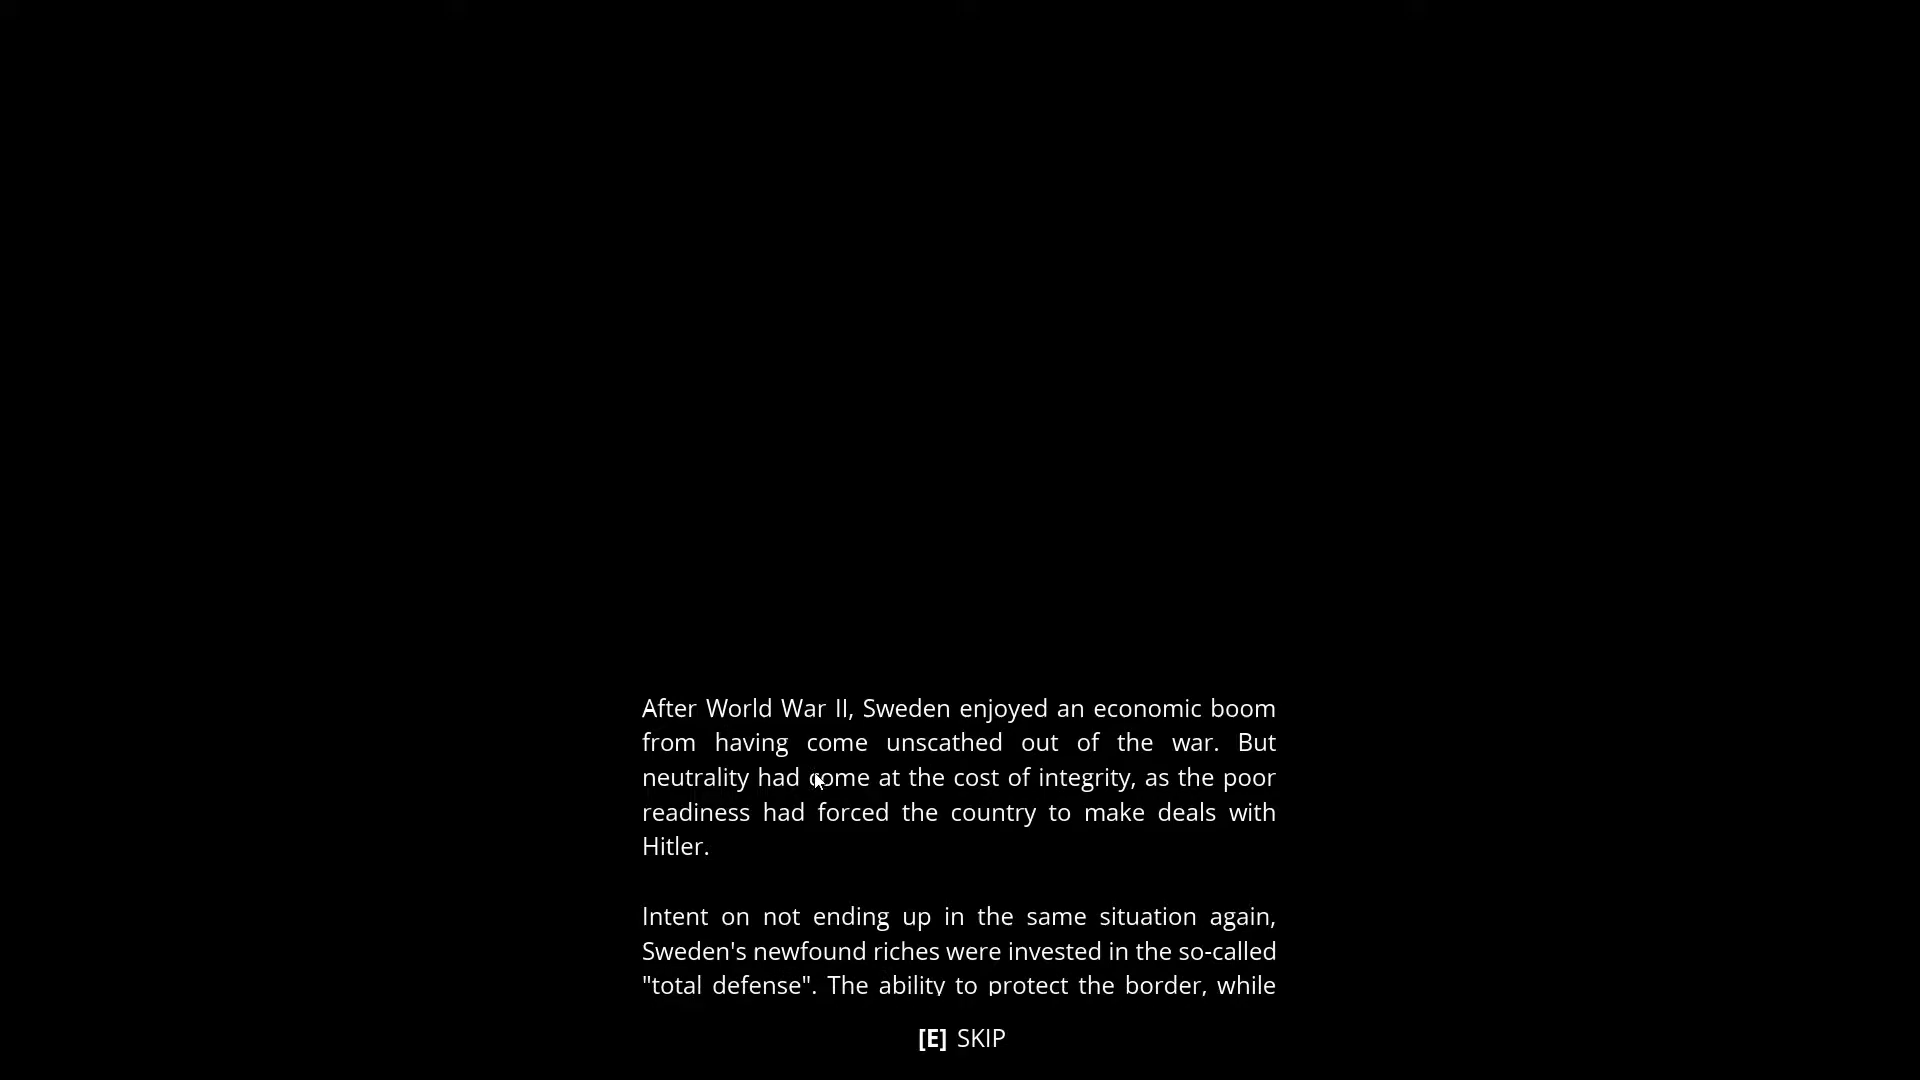 After World War II, Sweden enjoyed an economic boom
from having come unscathed out of the war. But
neutrality had come at the cost of integrity, as the poor
readiness had forced the country to make deals with
Hitler.
Intent on not ending up in the same situation again,
Sweden's newfound riches were invested in the so-called
"total defense". The ability to protect the border, while
[E] SKIP